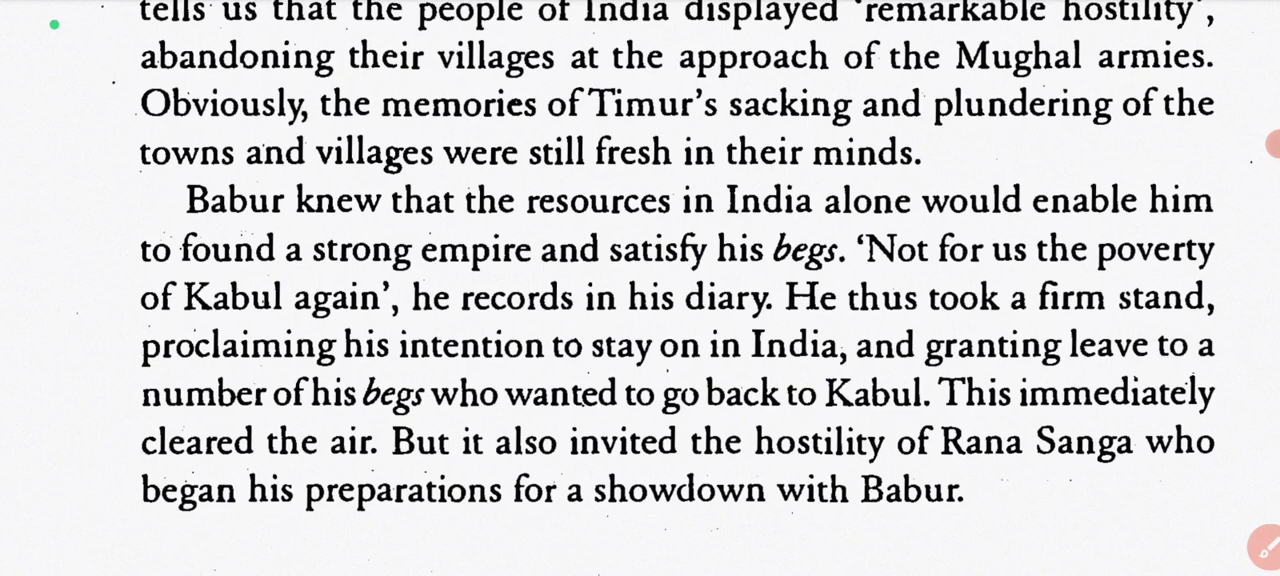 tells us that the people of India displayed 'remarkable hostility',
abandoning their villages at the approach of the Mughal armies.
Obviously, the memories of Timur's sacking and plundering of the
towns and villages were still fresh in their minds.
Babur knew that the resources in India alone would enable him
to found a strong empire and satisfy his begs. 'Not for us the poverty
of Kabul again', he records in his diary. He thus took a firm stand,
proclaiming his intention to stay on in India, and granting leave to a
number of his begs who wanted to go back to Kabul. This immediately
cleared the air. But it also invited the hostility of Rana Sanga who
began his preparations for a showdown with Babur.